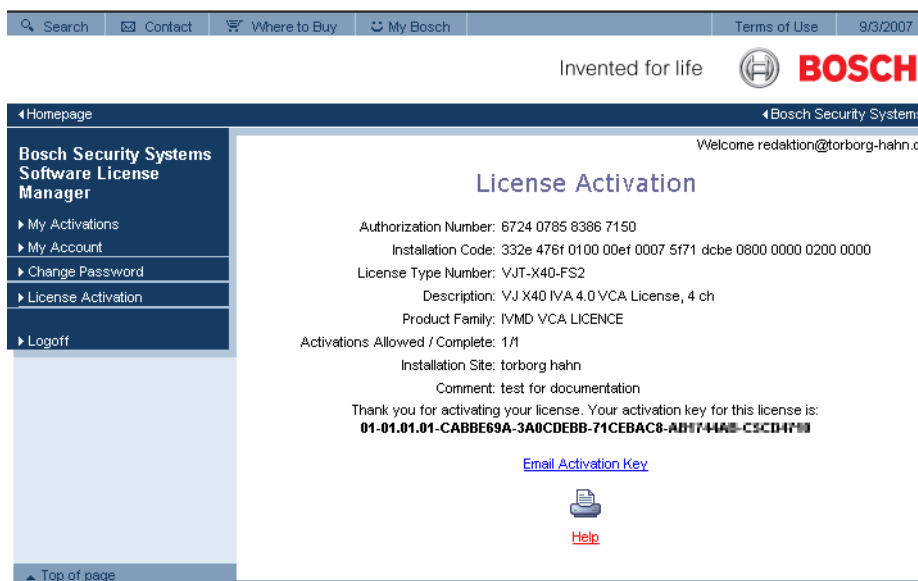 Search Contact Where to Buy My Bosch Terms of Use 9/3/2007
Invented for life BOSCH
Homepage Bosch Security Systems
Welcome redaktion@torborg-hahn.
Bosch Security Systems
Software License
Manager
License Activation
My Activations
My Account
Change Password
License Activation
Logoff
Authorization Number: 6724 0785 8386 7150
Installation Code: 332e 476f 0100 00ef 0007 5f71 dcbe 0800 0000 0200 0000
License Type Number: VJT-X40-FS2
Description: VJ X40 IVA 4.0 VCA License, 4 ch
Product Family: IVMD VCA LICENCE
Activations Allowed / Complete: 1/1
Installation Site: torborg hahn
Comment: test for documentation
Thank you for activating your license. Your activation key for this license is:
01-01.01.01-CABBE69A-3A0CDEBB-71CEBAC8-
Email Activation Key
Help
Top of page